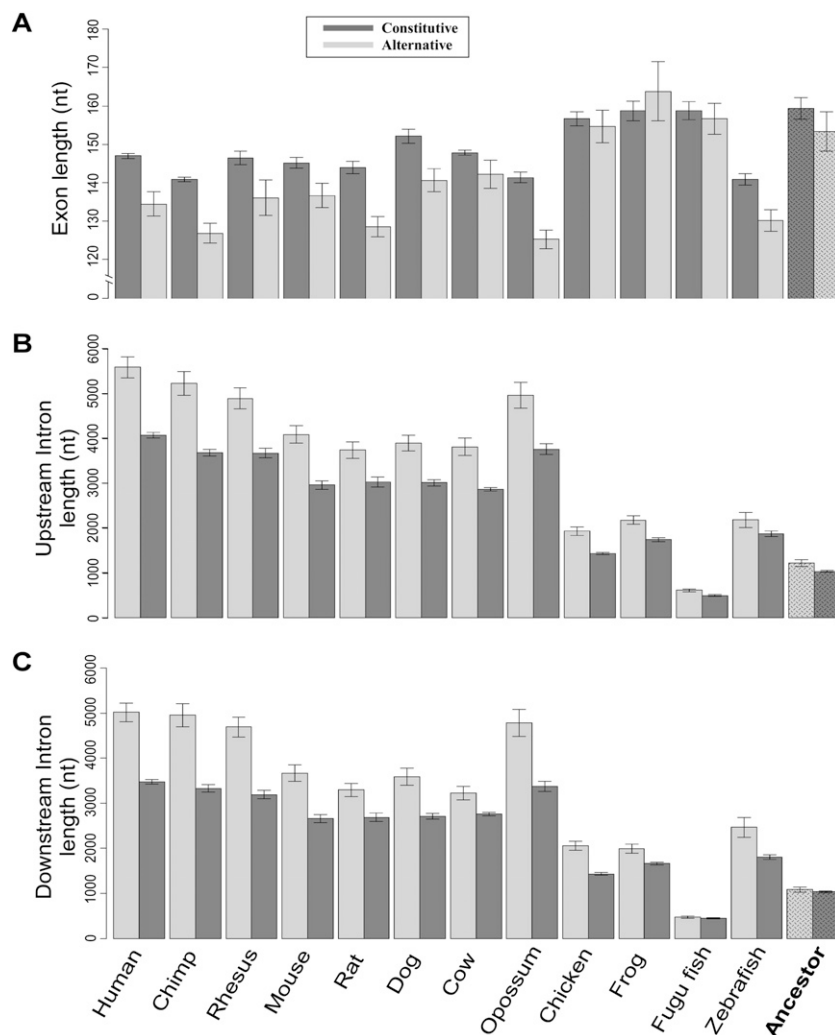 A
Constitutive
Alternative
Exon length (nt)
180
170
160
150
140
130
120
0
B
Upstream Intron
length (nt)
6000
5000
4000
3000
2000
1000
0
C
Downstream Intron
length (nt)
6000
5000
4000
3000
2000
1000
0
Human
Chimp
Rhesus
Mouse
Rat
Dog
Cow
Opossum
Chicken
Frog
Fugu fish
Zebrafish
Ancestor